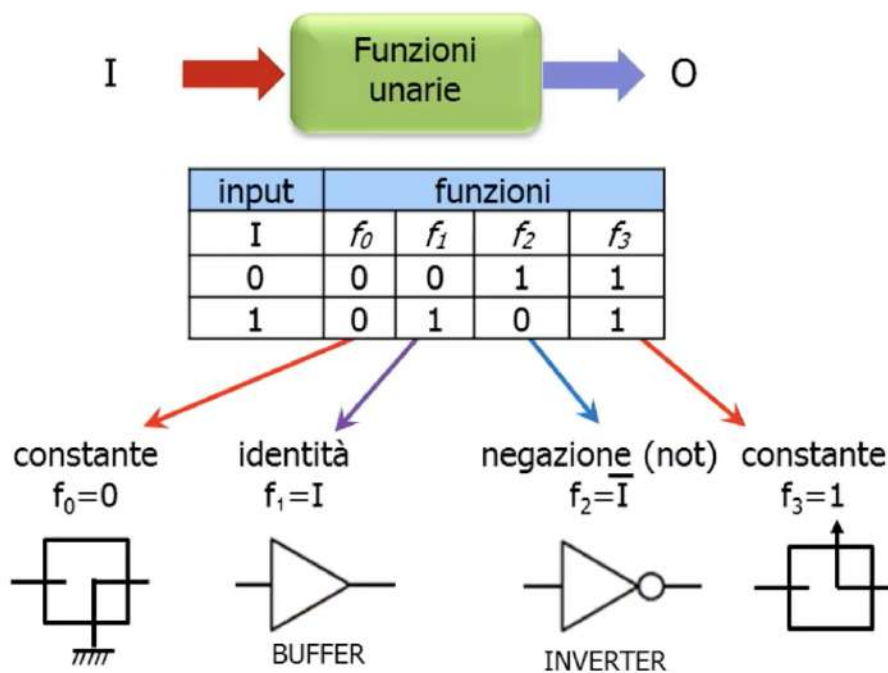 I Funzioni unarie O
input funzioni
I f₀ f₁ f₂ f₃
0 0 0 1 1
1 0 1 0 1
constante identità negazione (not) constante
f₀=0 f₁=I f₂=I̅ f₃=1
BUFFER INVERTER